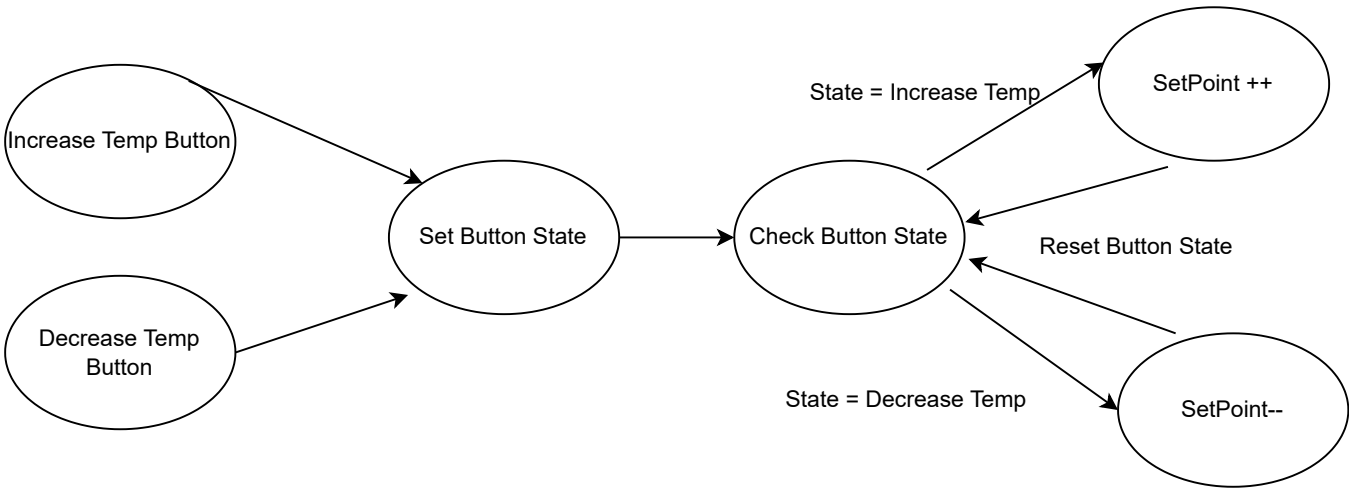 SetPoint ++
State = Increase Temp
Increase Temp Button
Set Button State
Check Button State
Reset Button State
Decrease Temp
Button
State = Decrease Temp
SetPoint--